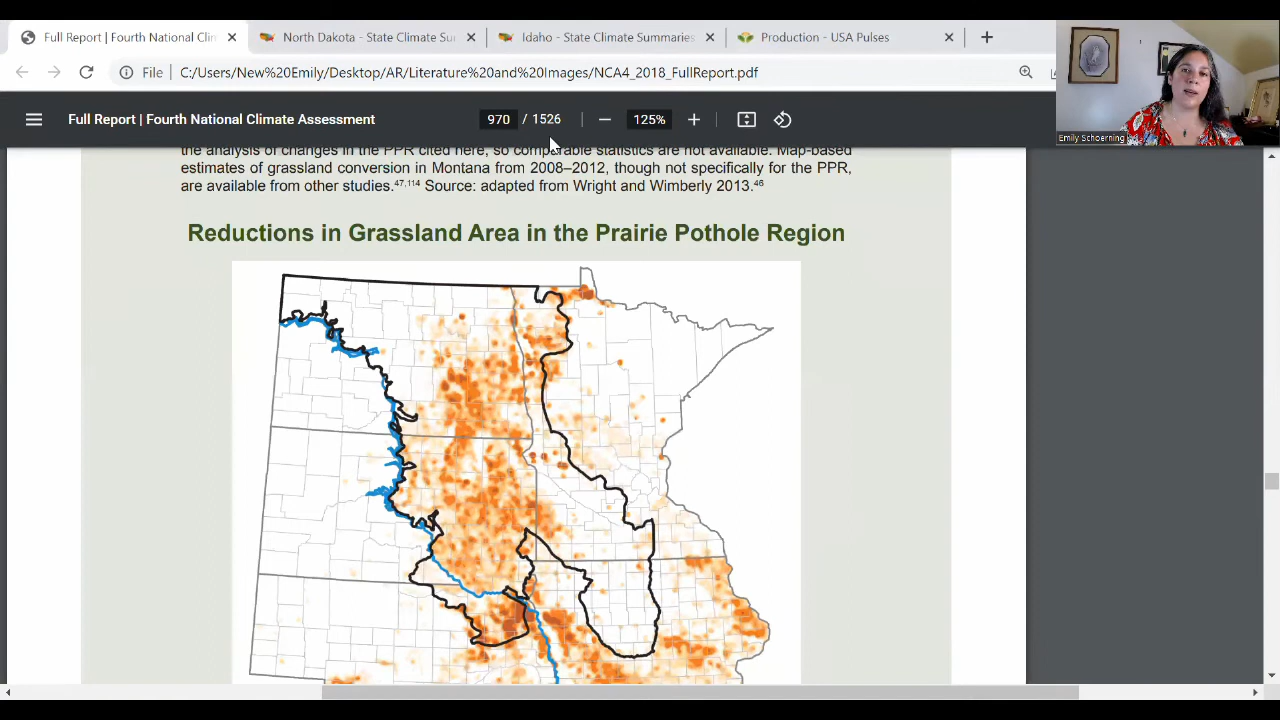 Full Report | Fourth National Clim
North Dakota - State Climate Su
Idaho - State Climate Summaries
Production - USA Pulses
File
C:/Users/New%20Emily/Desktop/AR/Literature%20and%20Images/NCA4_2018_FullReport.pdf
Full Report | Fourth National Climate Assessment
970 / 1526
125%
Emily Schoerning
the analysis of changes in the PPR cited here, so comparable statistics are not available. Map-based
estimates of grassland conversion in Montana from 2008–2012, though not specifically for the PPR,
are available from other studies.47,114 Source: adapted from Wright and Wimberly 2013.46
Reductions in Grassland Area in the Prairie Pothole Region